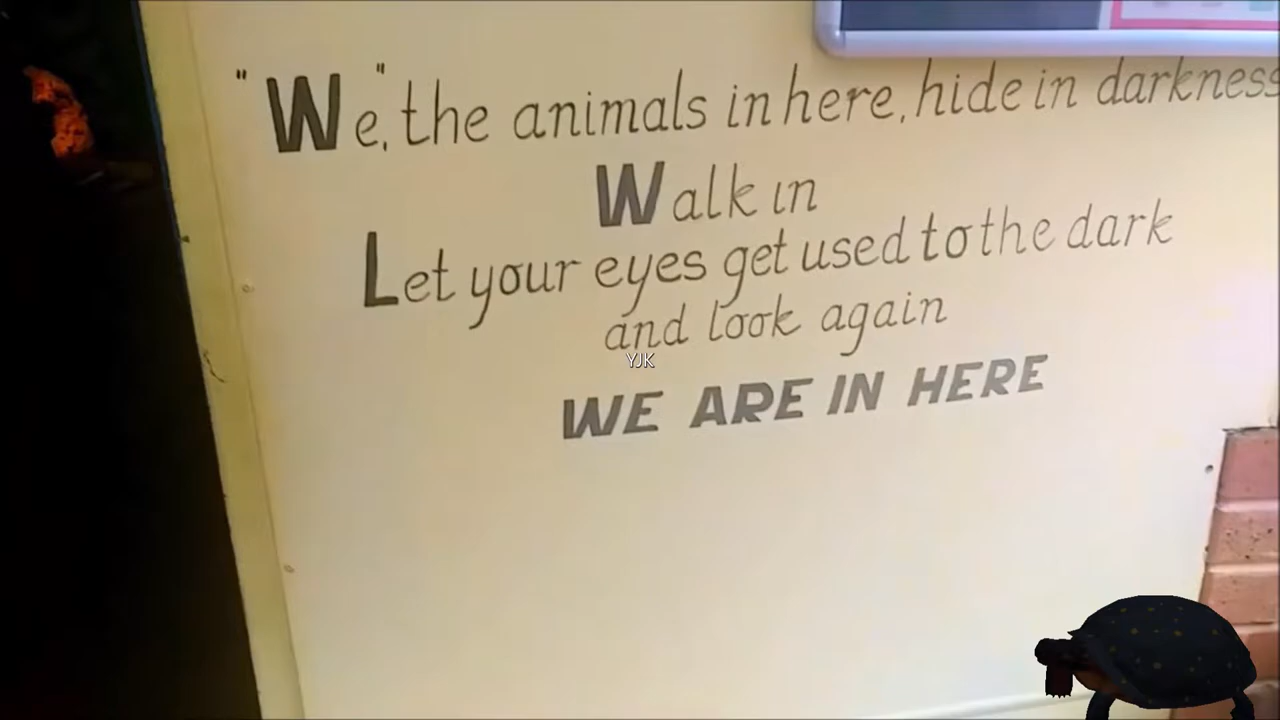 "We," the animals in here, hide in darkness
Walk in
Let your eyes get used to the dark
and look again
YJK
WE ARE IN HERE